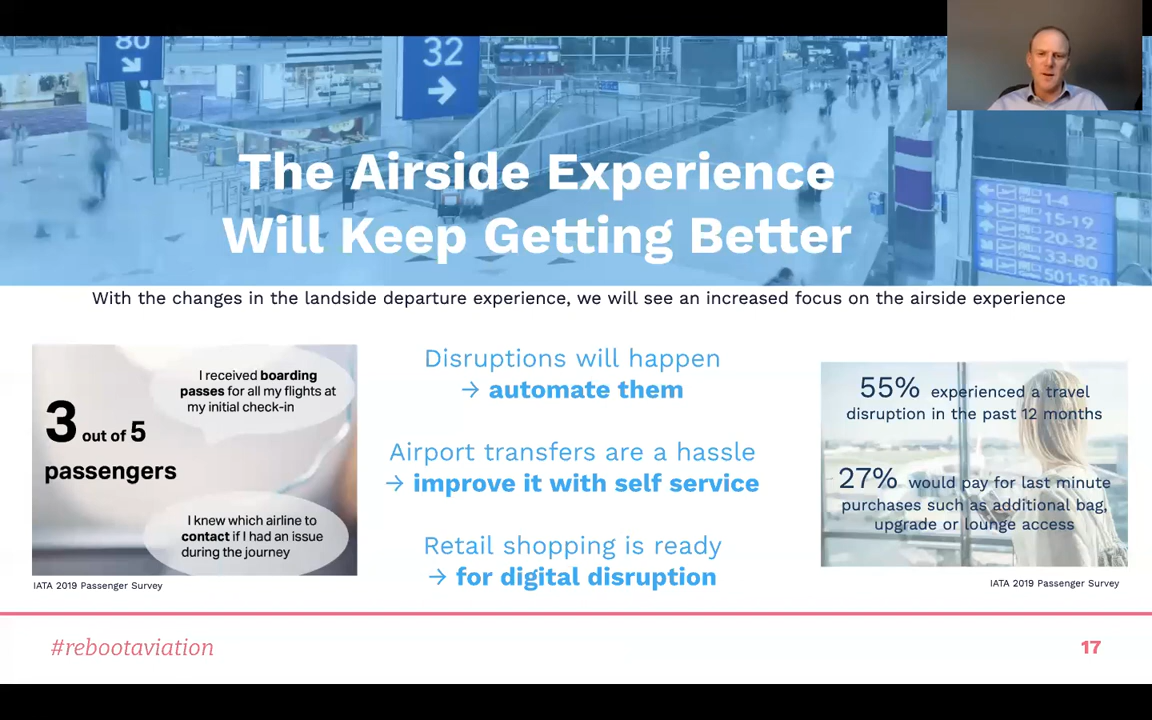 80
32
1-4
15-19
20-32
33-80
501-530
The Airside Experience
Will Keep Getting Better
With the changes in the landside departure experience, we will see an increased focus on the airside experience
3 out of 5
passengers
I received boarding
passes for all my flights at
my initial check-in
I knew which airline to
contact if I had an issue
during the journey
IATA 2019 Passenger Survey
Disruptions will happen
→ automate them
Airport transfers are a hassle
→ improve it with self service
Retail shopping is ready
→ for digital disruption
55% experienced a travel
disruption in the past 12 months
27% would pay for last minute
purchases such as additional bag,
upgrade or lounge access
IATA 2019 Passenger Survey
#rebootaviation
17